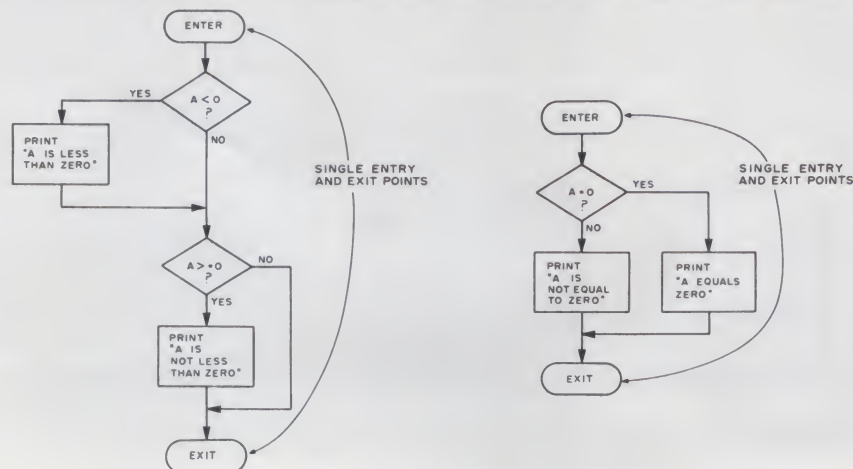 ENTER
A < 0
?
YES
NO
PRINT
"A IS LESS
THAN ZERO"
A > = 0
?
NO
YES
PRINT
"A IS
NOT LESS
THAN ZERO"
EXIT
SINGLE ENTRY
AND EXIT POINTS
ENTER
A = 0
?
YES
NO
PRINT
"A IS
NOT EQUAL
TO ZERO"
PRINT
"A EQUALS
ZERO"
EXIT
SINGLE ENTRY
AND EXIT POINTS